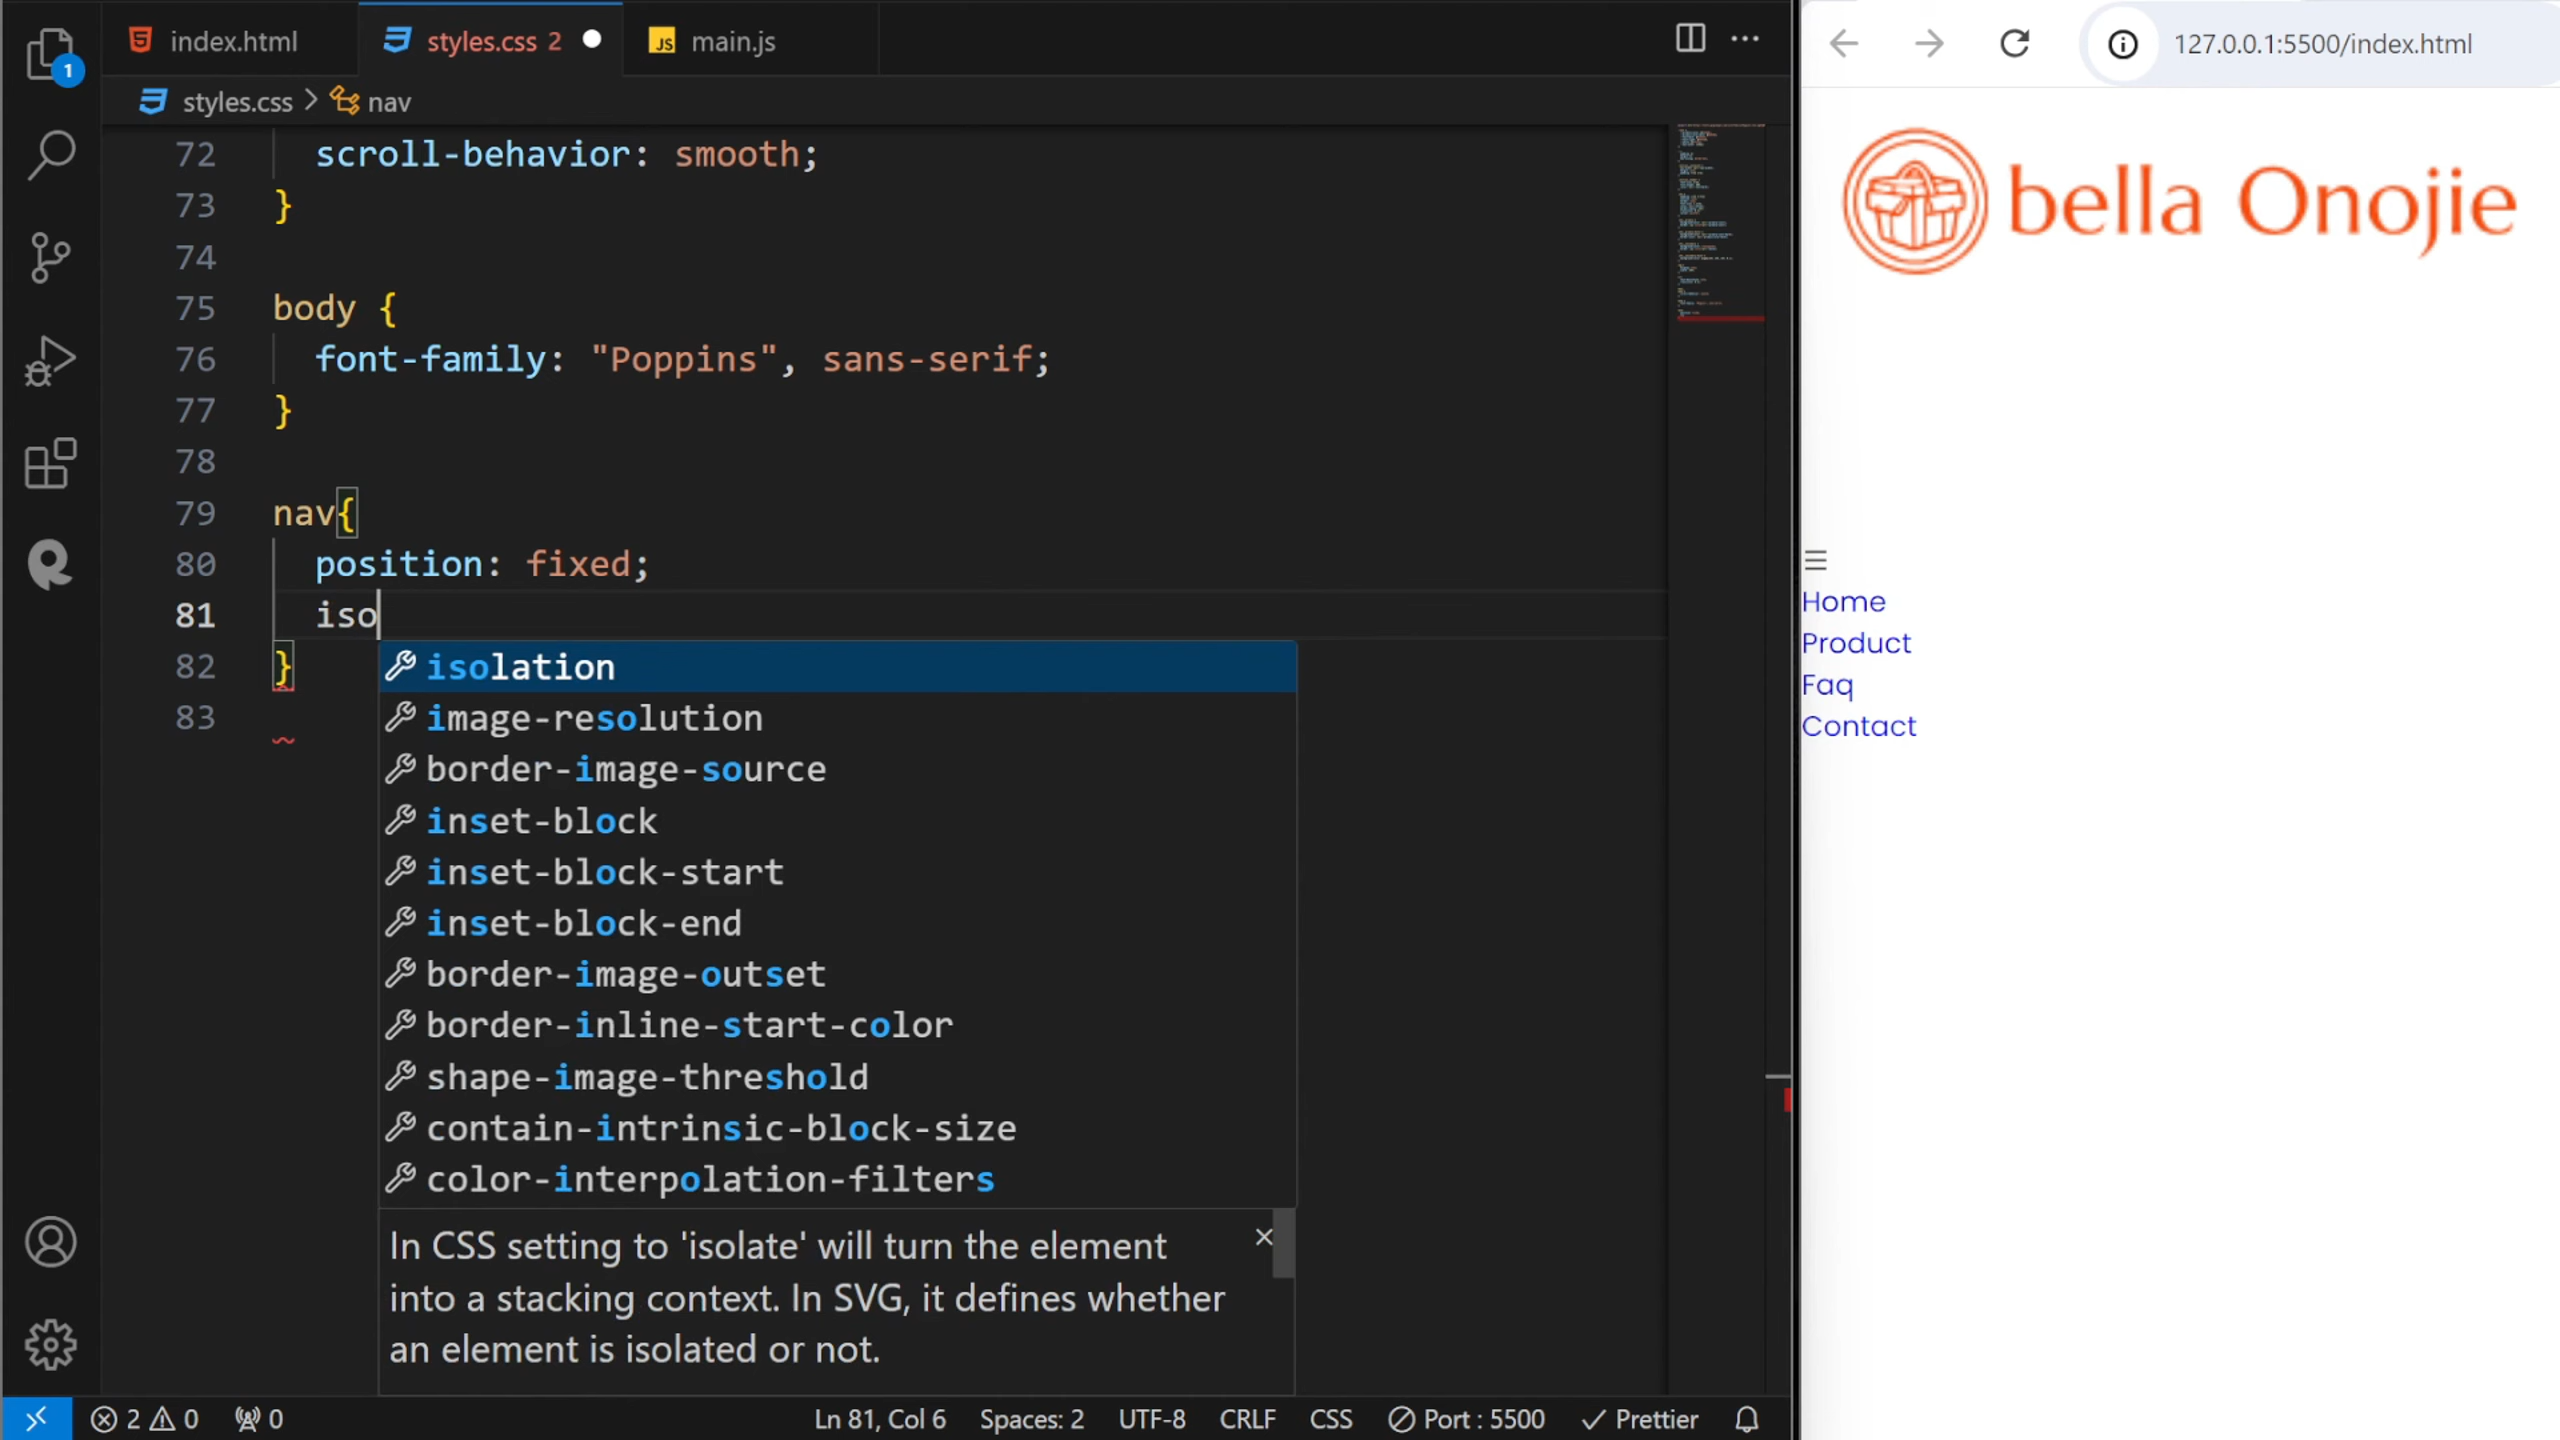 index.html
styles.css 2
JS main.js
127.0.0.1:5500/index.html
1
styles.css > nav
72 scroll-behavior: smooth;
73 }
74
75 body {
76 font-family: "Poppins", sans-serif;
77 }
78
79 nav{
80 position: fixed;
81 iso
82 }
83
isolation
image-resolution
border-image-source
inset-block
inset-block-start
inset-block-end
border-image-outset
border-inline-start-color
shape-image-threshold
contain-intrinsic-block-size
color-interpolation-filters
In CSS setting to 'isolate' will turn the element
into a stacking context. In SVG, it defines whether
an element is isolated or not.
2 0 0
Ln 81, Col 6 Spaces: 2 UTF-8 CRLF CSS Port : 5500 Prettier
bella Onojie
Home
Product
Faq
Contact